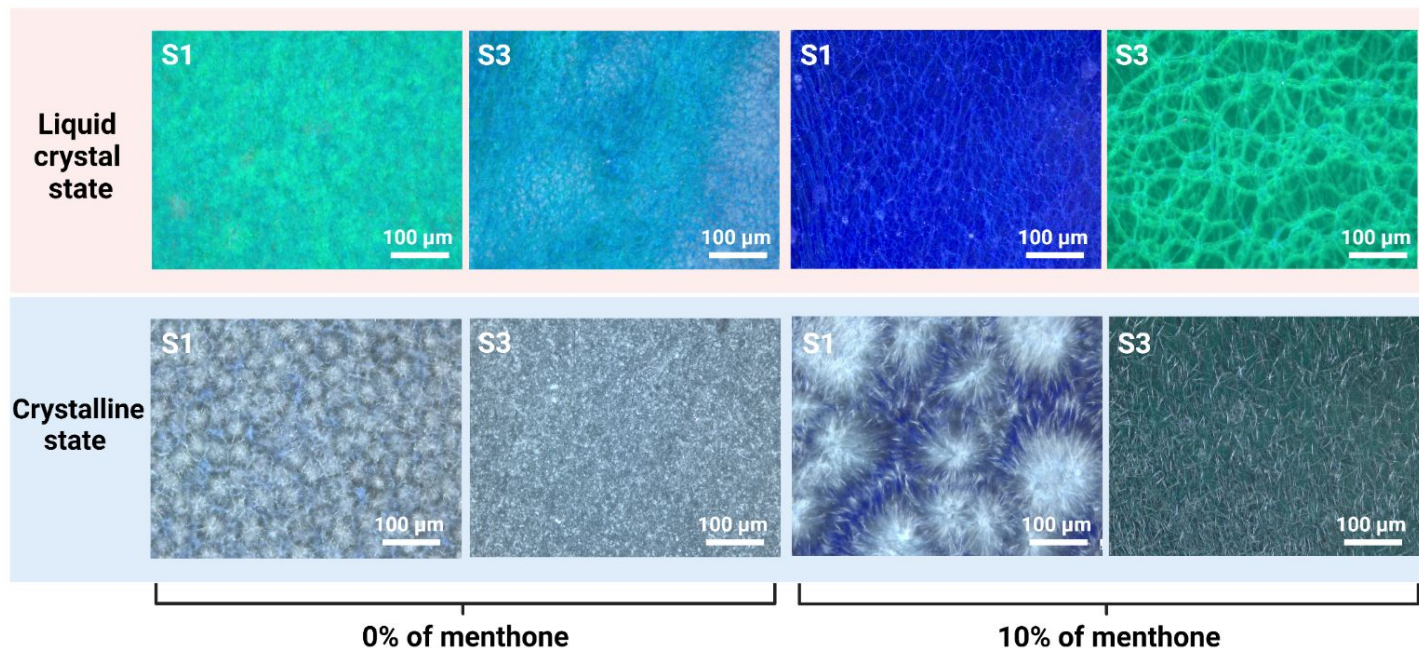 Liquid
crystal
state
S1
100 µm
S3
100 µm
S1
100 µm
S3
100 µm
Crystalline
state
S1
100 µm
S3
100 µm
S1
100 µm
S3
100 µm
0% of menthone
10% of menthone